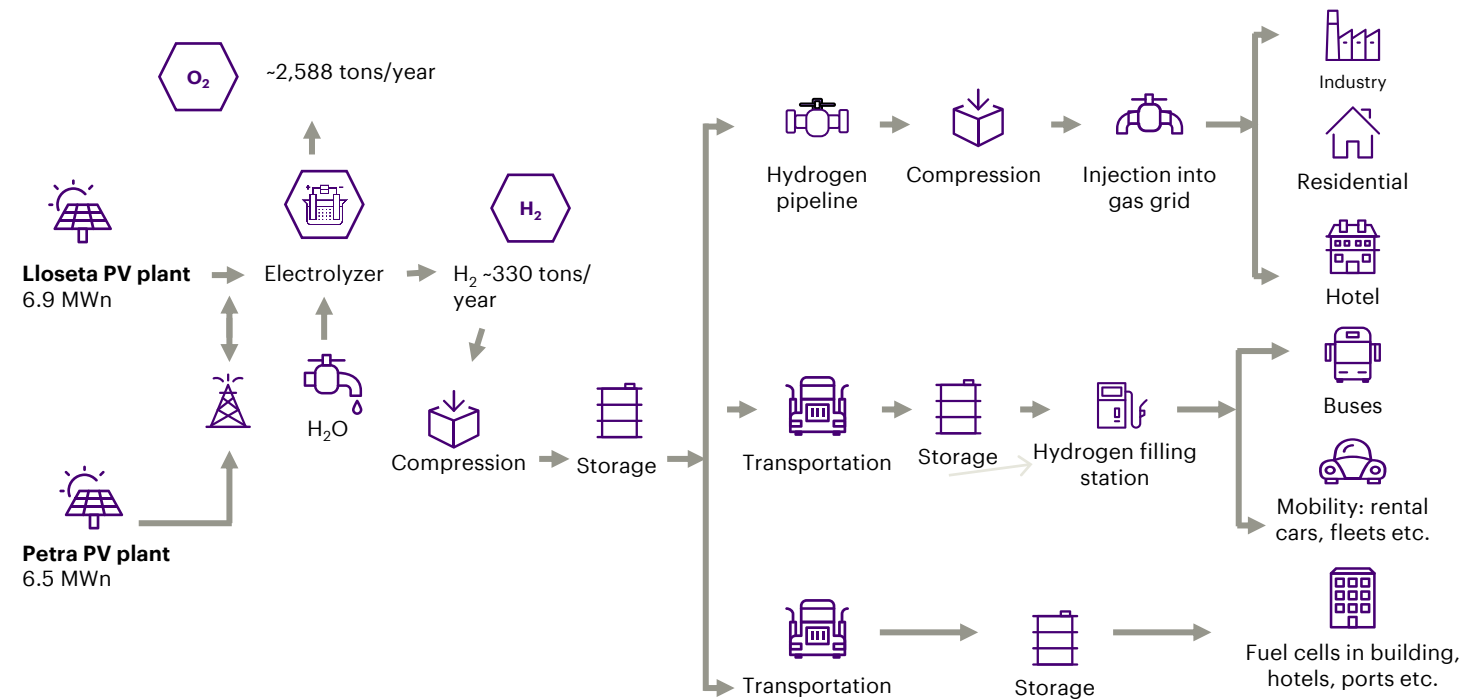 O₂
~2,588 tons/year
Lloseta PV plant
6.9 MWn
Electrolyzer
H₂
H₂ ~330 tons/
year
H₂O
Petra PV plant
6.5 MWn
Compression
Storage
Hydrogen
pipeline
Compression
Injection into
gas grid
Industry
Residential
Hotel
Transportation
Storage
Hydrogen filling
station
Buses
Mobility: rental
cars, fleets etc.
Transportation
Storage
Fuel cells in building,
hotels, ports etc.